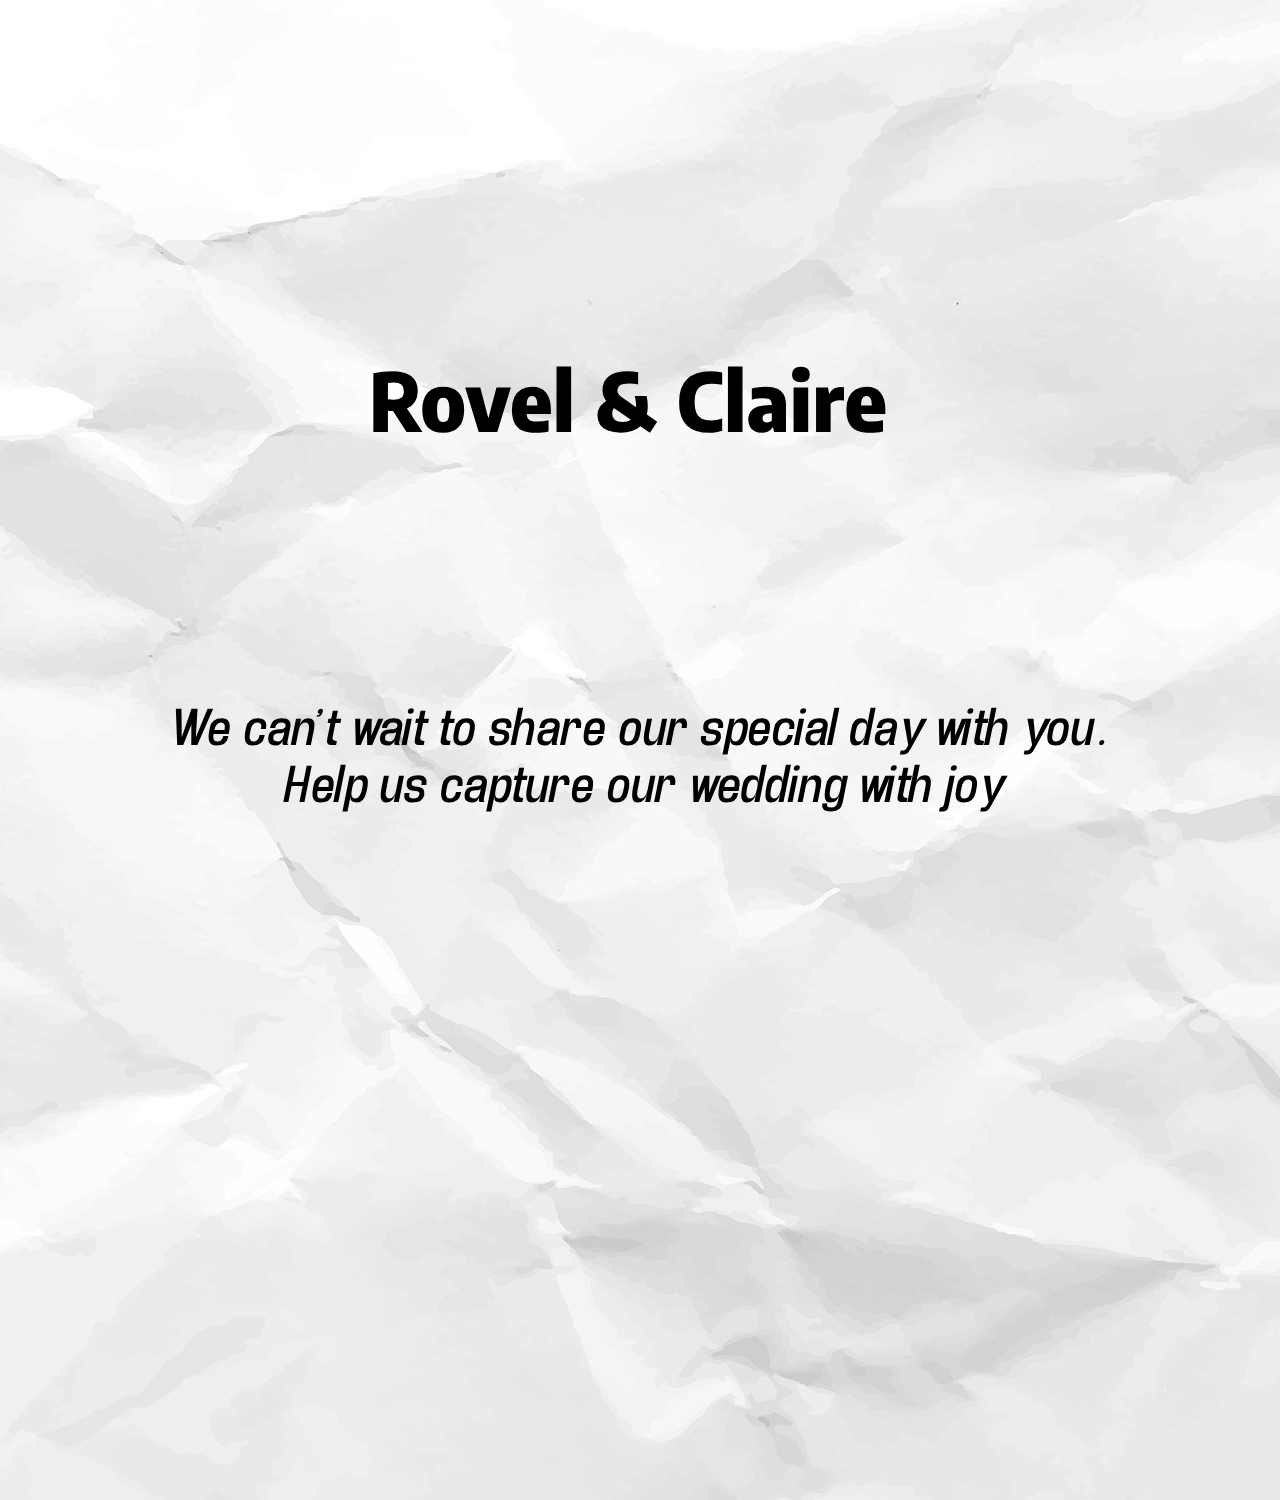 Rovel & Claire
We can’t wait to share our special day with you.
Help us capture our wedding with joy